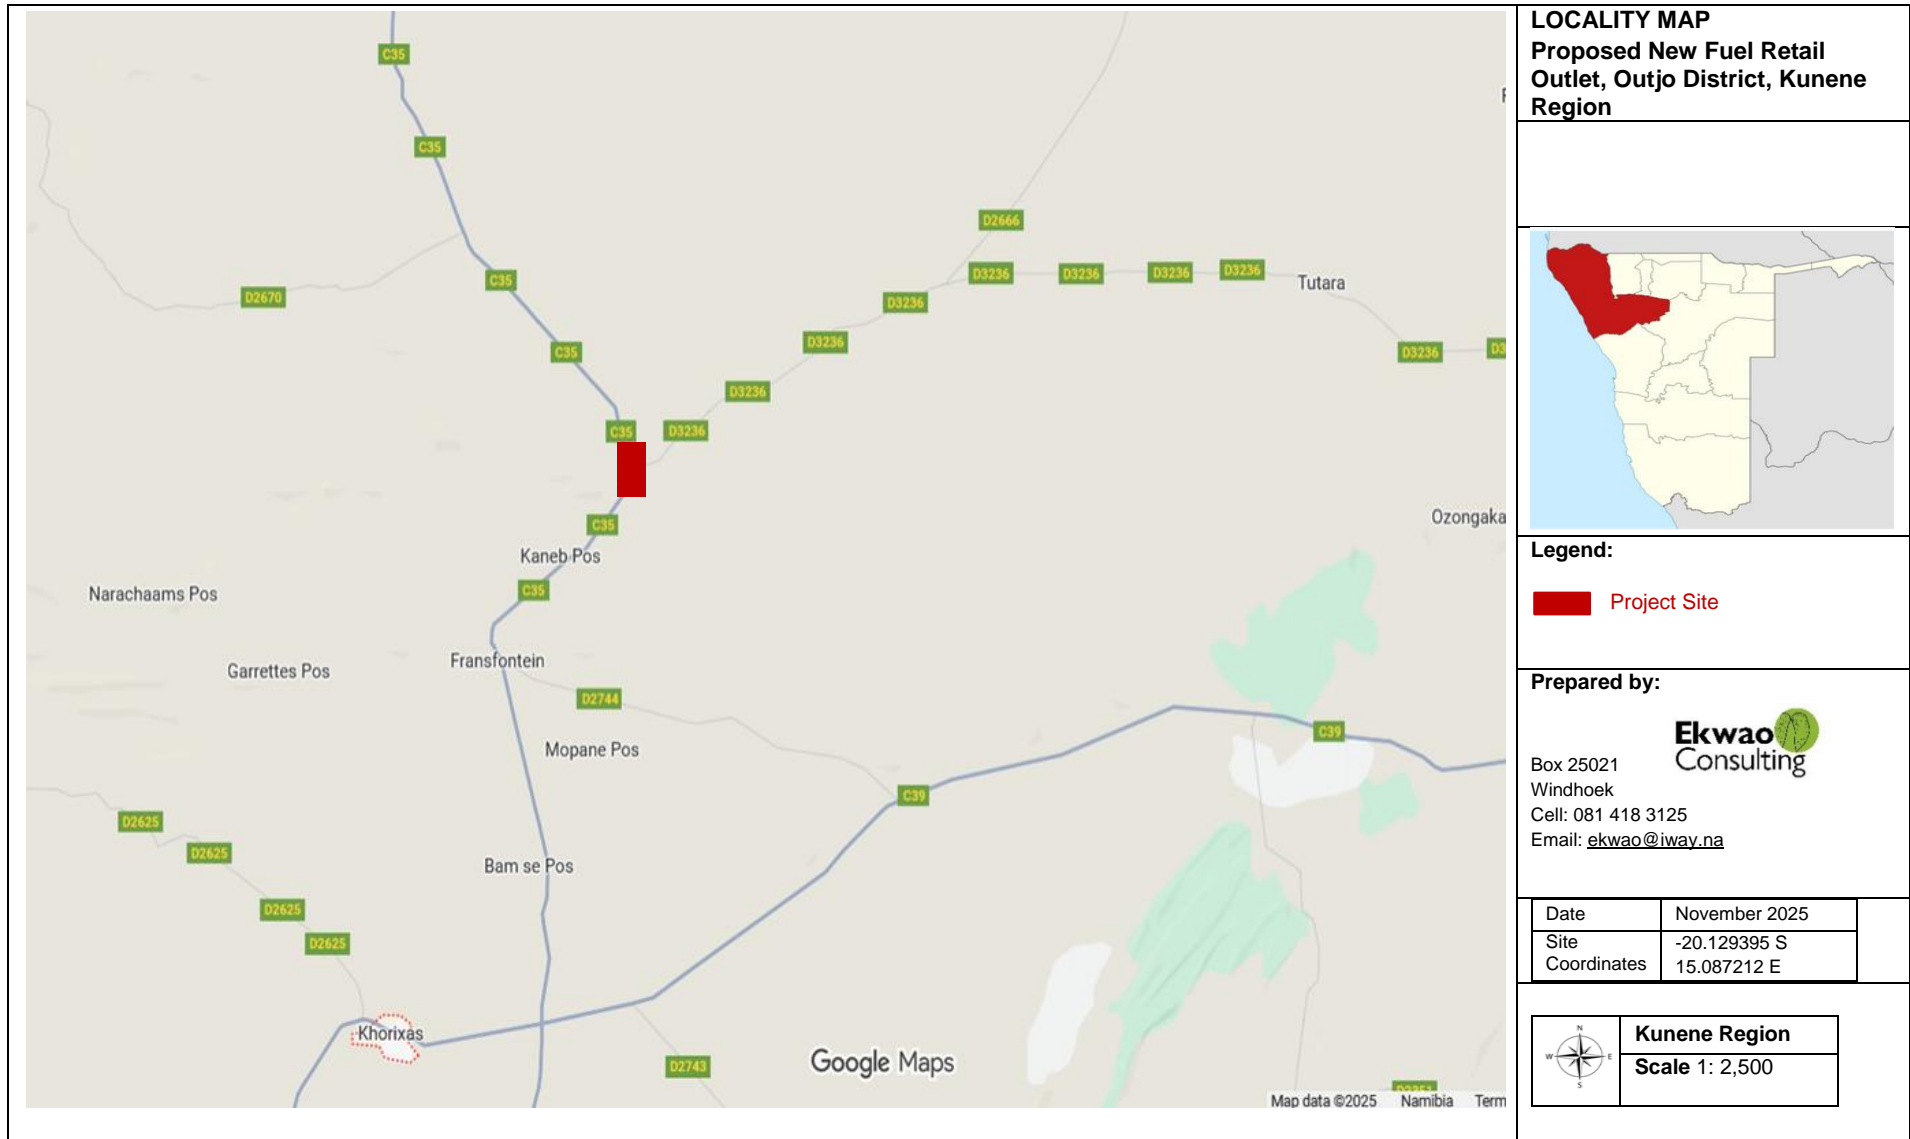 C35
C35
D2666
D3236
D3236
D3236
D3236
Tutara
C35
D2670
D3236
C35
D3236
D3236
D3236
C35
D3236
Ozongaka
C35
Kaneb Pos
C35
Narachaams Pos
Fransfontein
Garrettes Pos
D2744
C39
Mopane Pos
C39
D2625
D2625
Bam se Pos
D2625
D2625
Khorixas
D2743
Google Maps
Map data ©2025 Namibia Term
LOCALITY MAP
Proposed New Fuel Retail
Outlet, Outjo District, Kunene
Region
Legend:
Project Site
Prepared by:
Ekwao
Consulting
Box 25021
Windhoek
Cell: 081 418 3125
Email: ekwao@iway.na
Date November 2025
Site Coordinates -20.129395 S
15.087212 E
N
W E
S
Kunene Region
Scale 1: 2,500